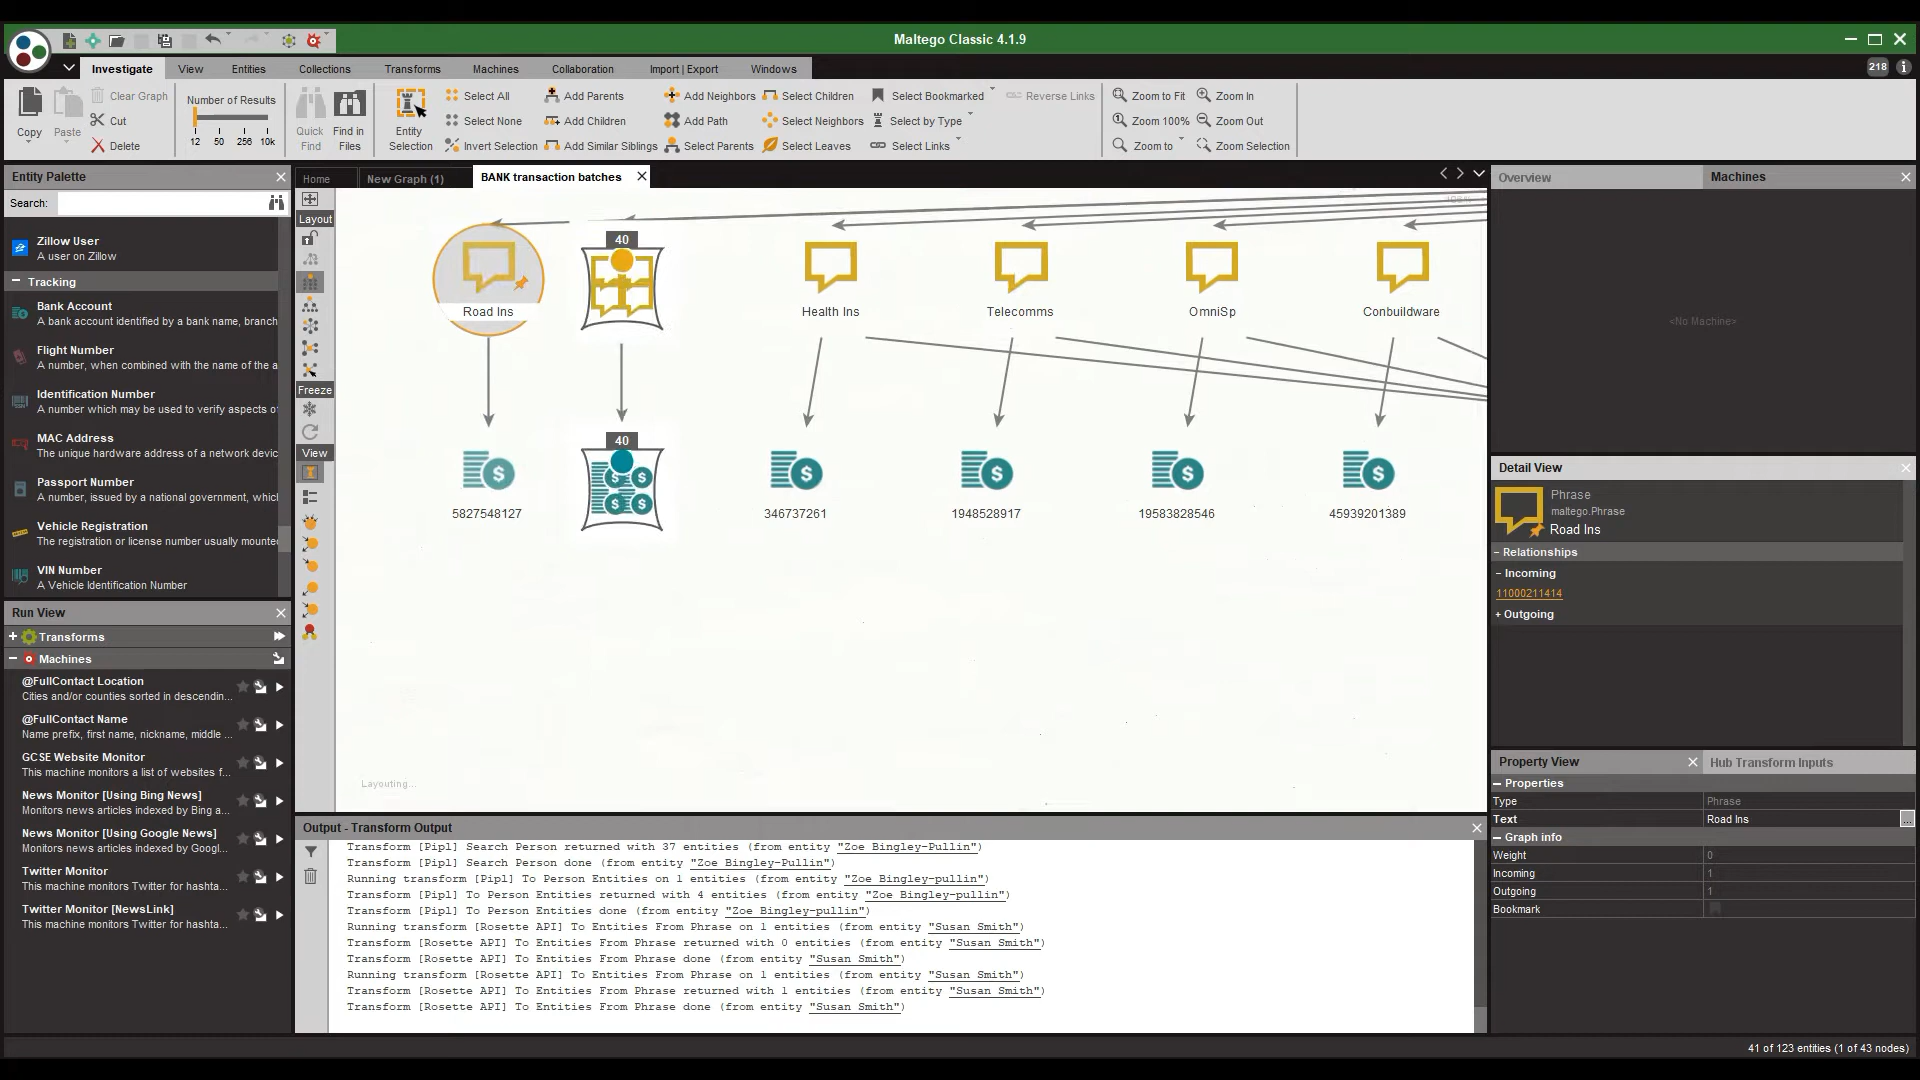 Maltego Classic 4.1.9
Investigate
View
Entities
Collections
Transforms
Machines
Collaboration
Import | Export
Windows
218
Copy
Paste
Clear Graph
Cut
Delete
Number of Results
12 50 256 10k
Quick Find
Find in Files
Entity Selection
Select All
Select None
Invert Selection
Add Parents
Add Children
Add Similar Siblings
Add Neighbors
Add Path
Select Parents
Select Children
Select Neighbors
Select Leaves
Select Bookmarked
Select by Type
Select Links
Reverse Links
Zoom to Fit
Zoom 100%
Zoom to
Zoom In
Zoom Out
Zoom Selection
Entity Palette
Search:
Zillow User
A user on Zillow
Tracking
Bank Account
A bank account identified by a bank name, branch
Flight Number
A number, when combined with the name of the a
Identification Number
A number which may be used to verify aspects of
MAC Address
The unique hardware address of a network devic
Passport Number
A number, issued by a national government, whic
Vehicle Registration
The registration or license number usually mounte
VIN Number
A Vehicle Identification Number
Run View
Transforms
Machines
@FullContact Location
Cities and/or counties sorted in descendin...
@FullContact Name
Name prefix, first name, nickname, middle ...
GCSE Website Monitor
This machine monitors a list of websites f...
News Monitor [Using Bing News]
Monitors news articles indexed by Bing a...
News Monitor [Using Google News]
Monitors news articles indexed by Googl...
Twitter Monitor
This machine monitors Twitter for hashta...
Twitter Monitor [NewsLink]
This machine monitors Twitter for hashta...
Home
New Graph (1)
BANK transaction batches
Layout
Freeze
View
40
Road Ins
Health Ins
Telecomms
OmniSp
Conbuildware
40
5827548127
346737261
1948528917
19583828546
45939201389
Layouting...
Output - Transform Output
Transform [Pipl] Search Person returned with 37 entities (from entity "Zoe Bingley-Pullin")
Transform [Pipl] Search Person done (from entity "Zoe Bingley-Pullin")
Running transform [Pipl] To Person Entities on 1 entities (from entity "Zoe Bingley-pullin")
Transform [Pipl] To Person Entities returned with 4 entities (from entity "Zoe Bingley-pullin")
Transform [Pipl] To Person Entities done (from entity "Zoe Bingley-pullin")
Running transform [Rosette API] To Entities From Phrase on 1 entities (from entity "Susan Smith")
Transform [Rosette API] To Entities From Phrase returned with 0 entities (from entity "Susan Smith")
Transform [Rosette API] To Entities From Phrase done (from entity "Susan Smith")
Running transform [Rosette API] To Entities From Phrase on 1 entities (from entity "Susan Smith")
Transform [Rosette API] To Entities From Phrase returned with 1 entities (from entity "Susan Smith")
Transform [Rosette API] To Entities From Phrase done (from entity "Susan Smith")
Overview
Machines
<No Machine>
Detail View
Phrase
maltego.Phrase
Road Ins
Relationships
Incoming
11000211414
Outgoing
Property View
Hub Transform Inputs
Properties
Type Phrase
Text Road Ins
Graph info
Weight 0
Incoming 1
Outgoing 1
Bookmark
41 of 123 entities (1 of 43 nodes)